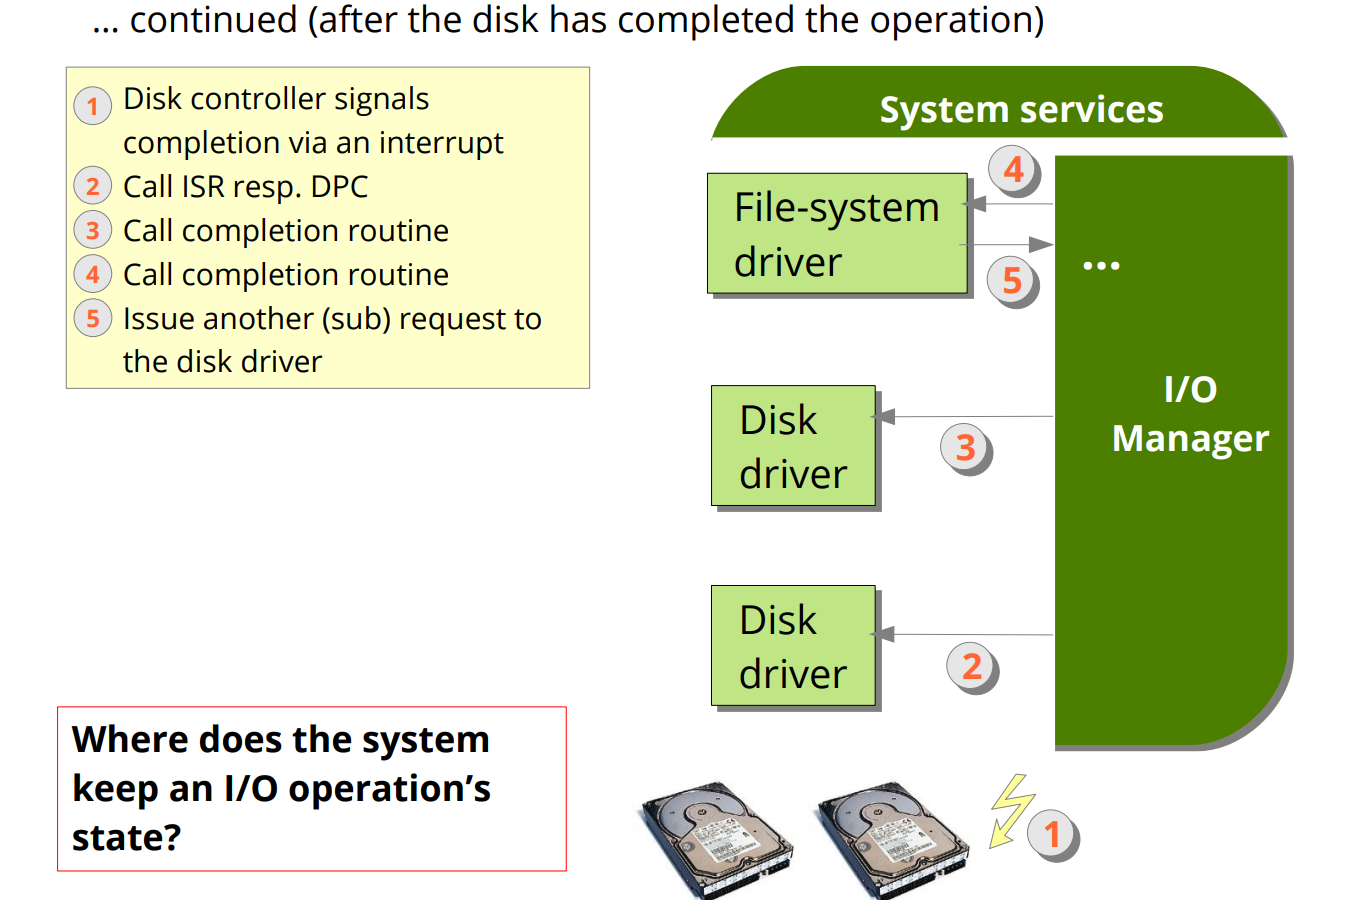 ... continued (after the disk has completed the operation)
1 Disk controller signals
completion via an interrupt
2 Call ISR resp. DPC
3 Call completion routine
4 Call completion routine
5 Issue another (sub) request to
the disk driver
System services
4
File-system
driver
5
...
I/O
Manager
Disk
driver
3
Disk
driver
2
Where does the system
keep an I/O operation’s
state?
1